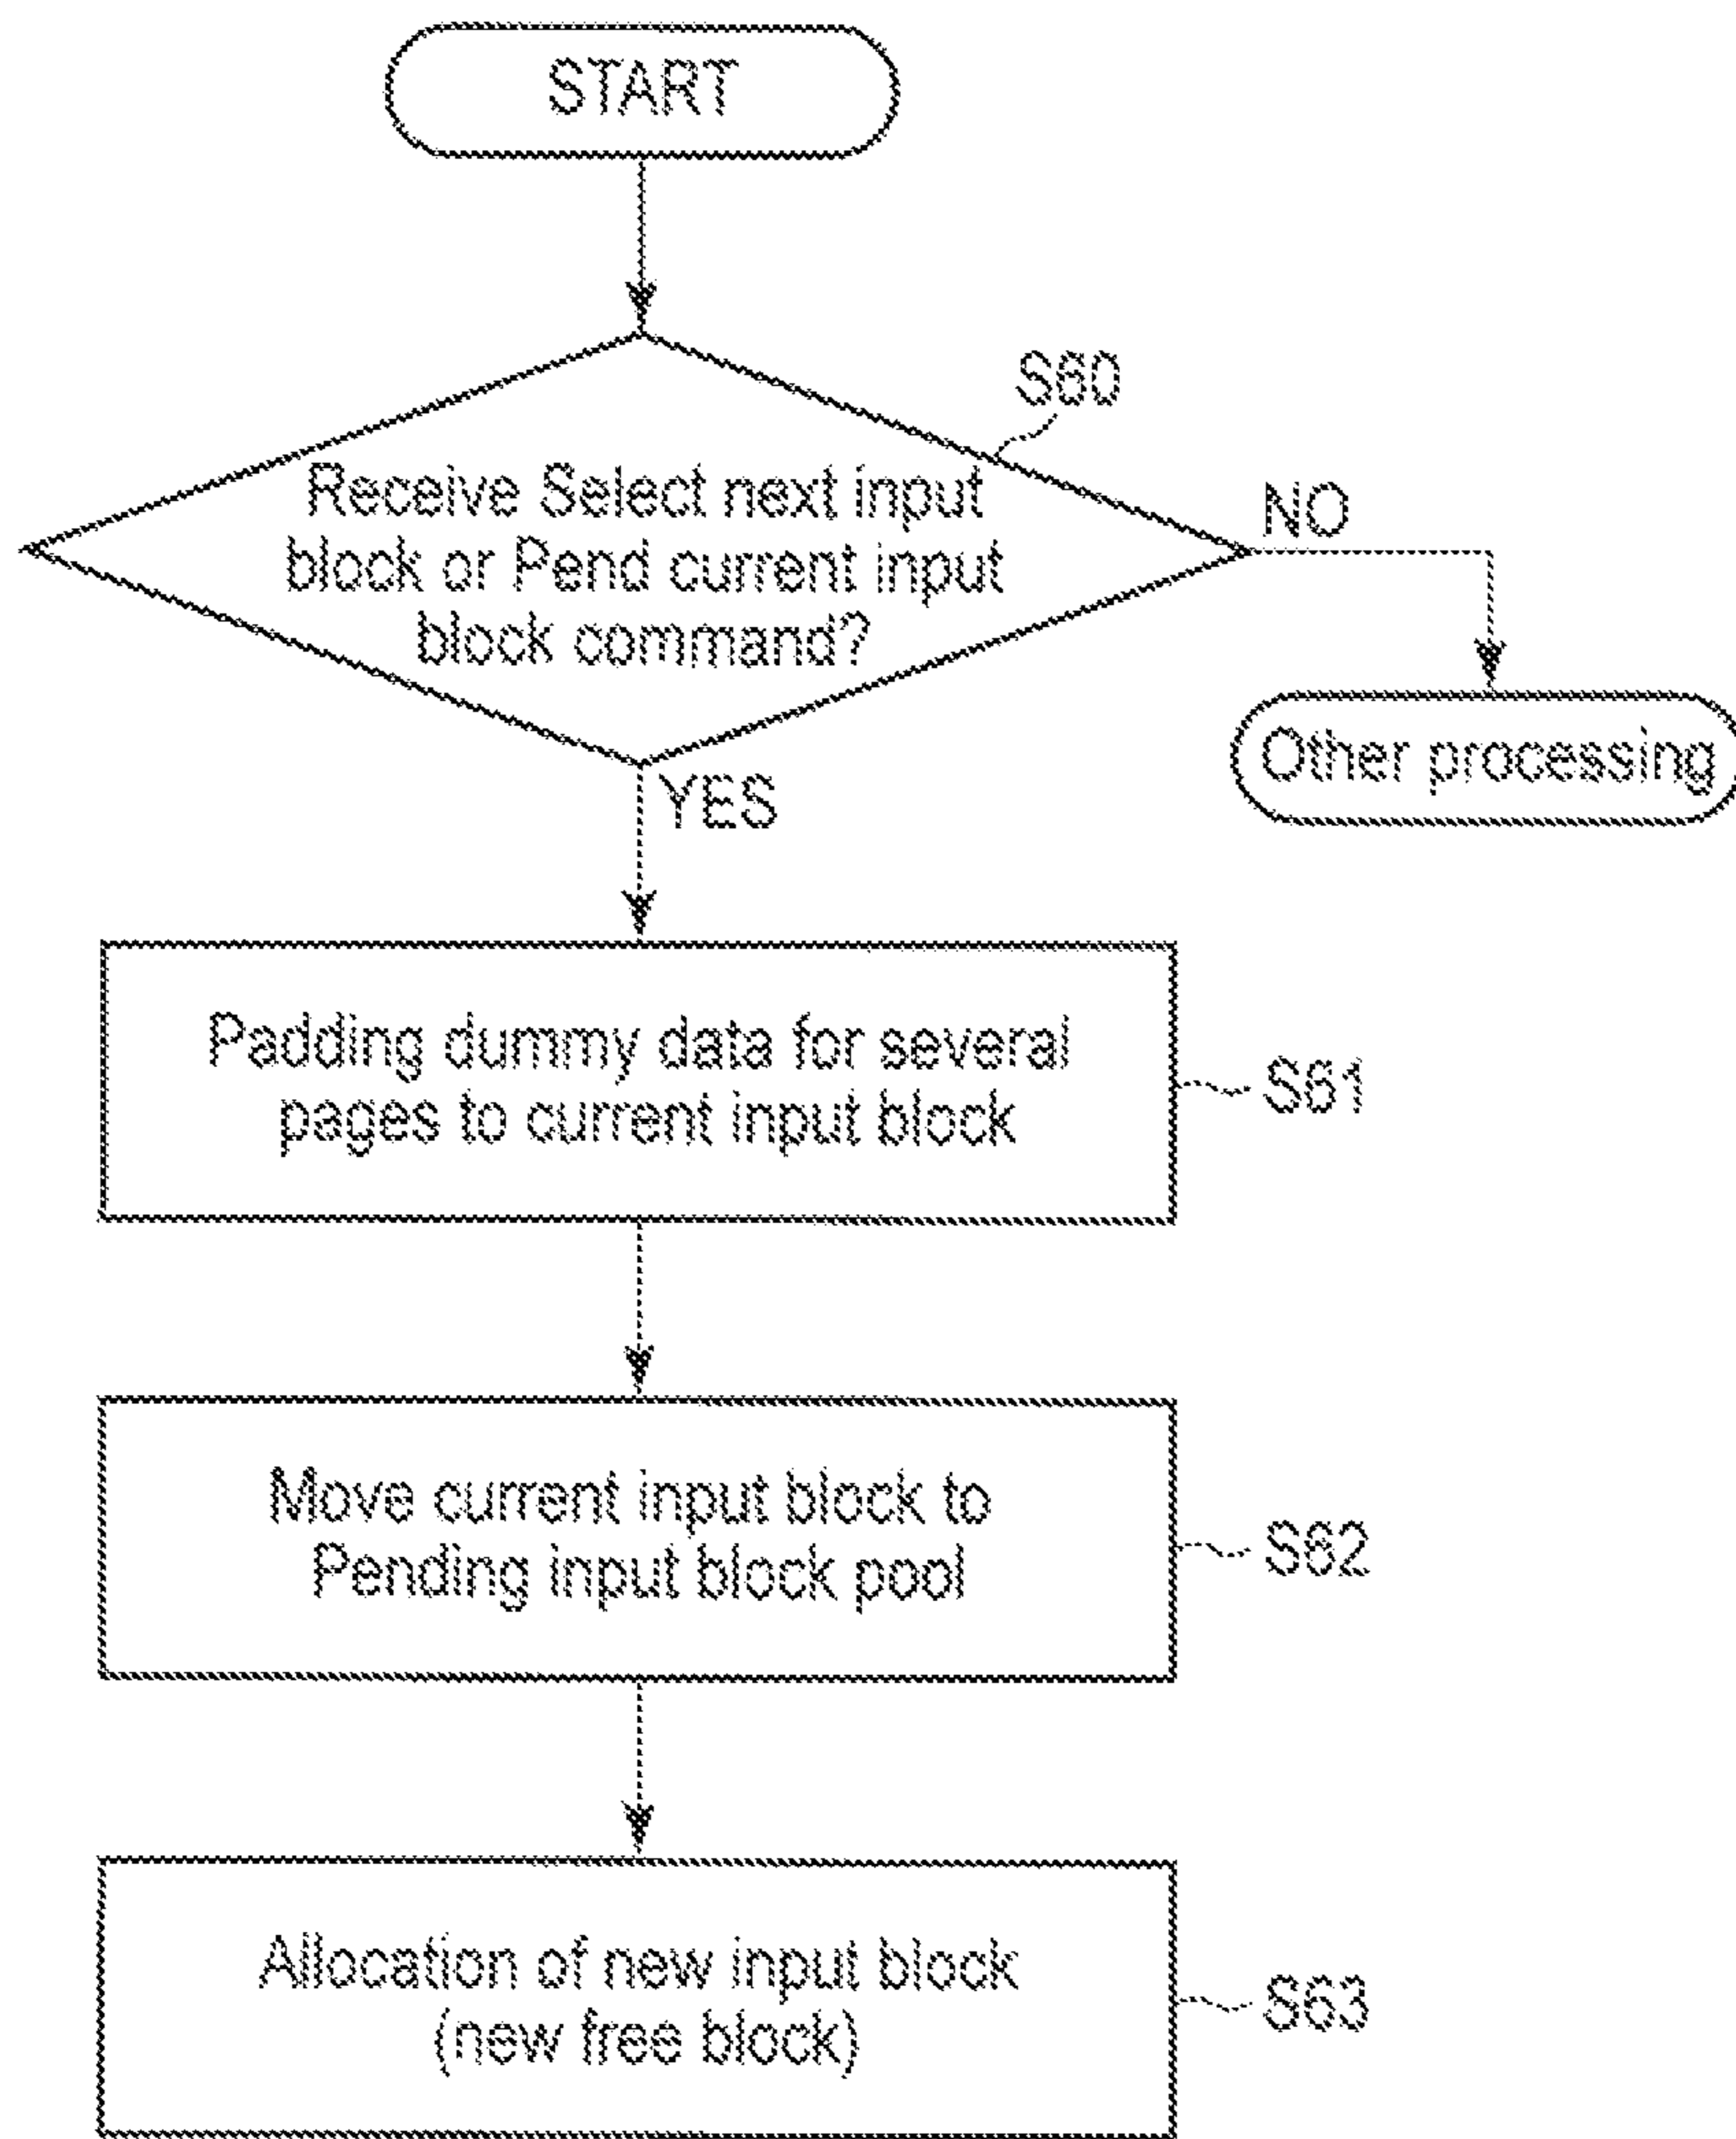 START
S60
Receive Select next input
block or Pend current input
block command?
NO
Other processing
YES
Padding dummy data for several
pages to current input block
S61
Move current input block to
Pending input block pool
S62
Allocation of new input block
(new free block)
S63